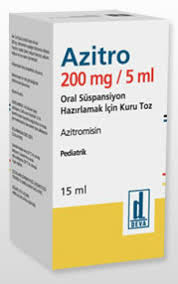 Azitro
200 mg / 5 ml
Oral Süspansiyon
Hazırlamak İçin Kuru Toz
Azitromisin
Pediatrik
15 ml
DEVA